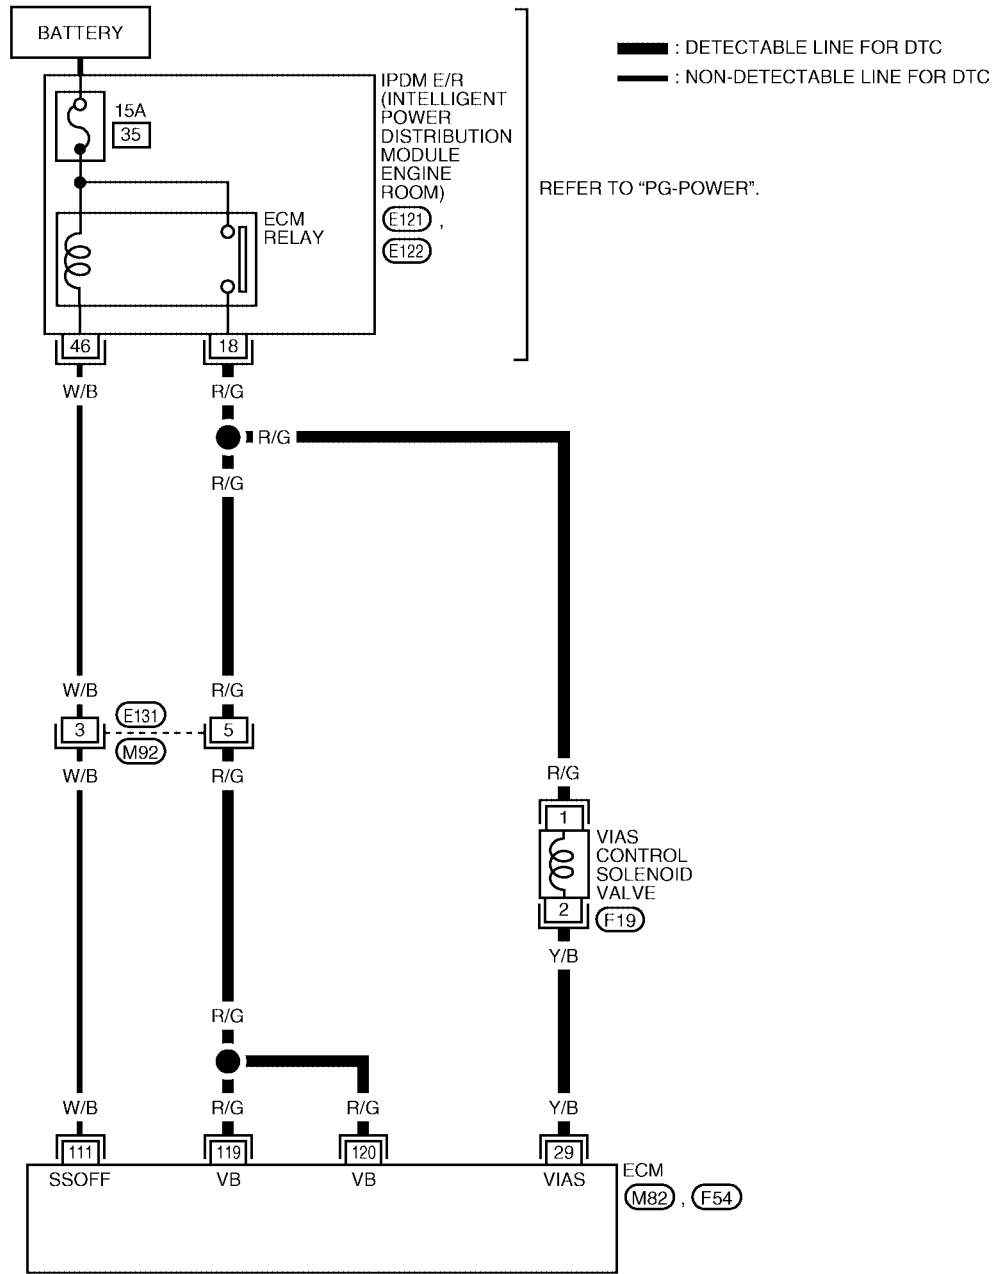 BATTERY
: DETECTABLE LINE FOR DTC
: NON-DETECTABLE LINE FOR DTC
15A
35
IPDM E/R
(INTELLIGENT
POWER
DISTRIBUTION
MODULE
ENGINE
ROOM)
E121 ,
E122
REFER TO “PG-POWER”.
ECM
RELAY
46
18
W/B
R/G
R/G
R/G
W/B
R/G
3
E131
5
M92
W/B
R/G
R/G
1
VIAS
CONTROL
SOLENOID
VALVE
2
F19
Y/B
R/G
W/B
R/G
R/G
Y/B
111
119
120
29
SSOFF
VB
VB
VIAS
ECM
M82 , F54